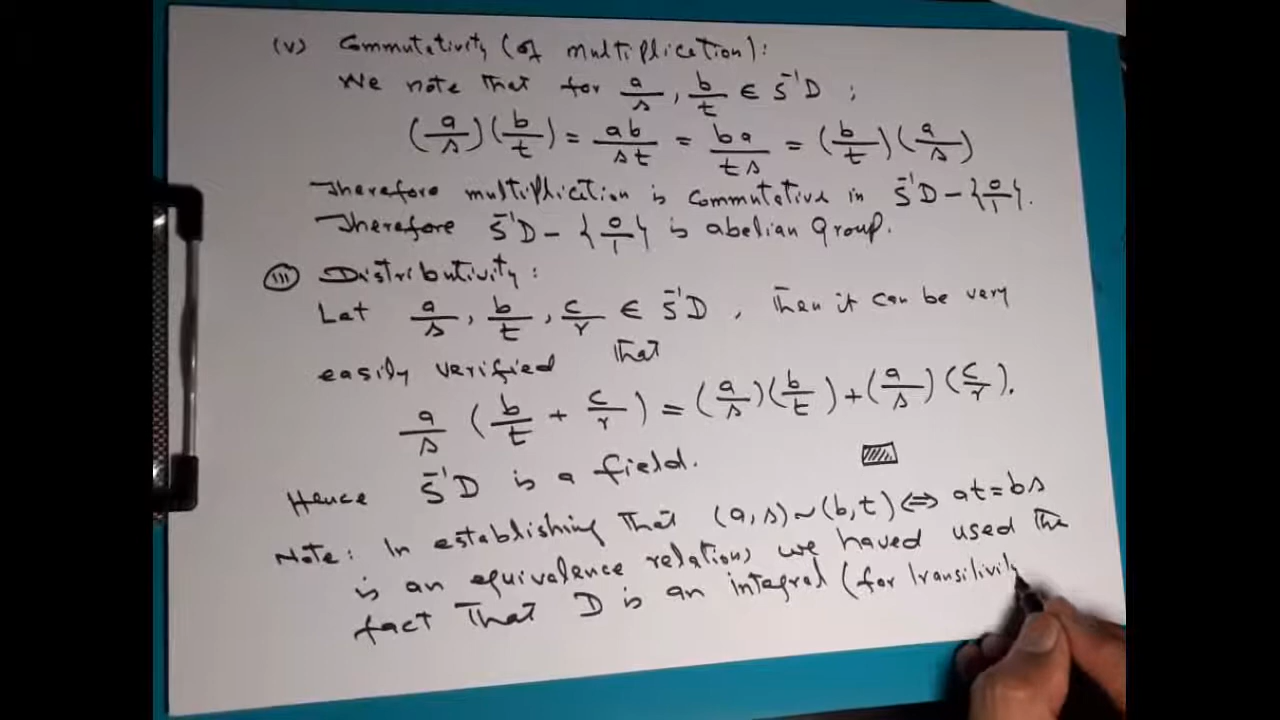 (v) Commutativity (of multiplication):
We note that for a/s, b/t ∈ S⁻¹D ;
(a/s)(b/t) = ab/st = ba/ts = (b/t)(a/s)
Therefore multiplication is commutative in S⁻¹D - {0/1}.
Therefore S⁻¹D - {0/1} is abelian group.
(iii) Distributivity:
Let a/s, b/t, c/r ∈ S⁻¹D, Then it can be very
easily verified that
a/s (b/t + c/r) = (a/s)(b/t) + (a/s)(c/r).
Hence S⁻¹D is a field.
Note: In establishing that (a,s)~(b,t) ⇔ at=bs
is an equivalence relation, we haved used the
fact that D is an integral (for transitivity